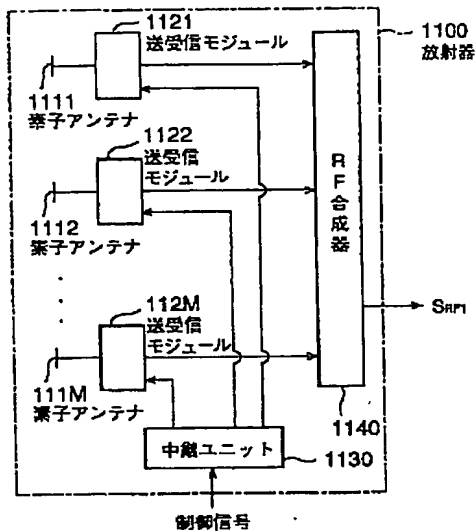 1121
送受信モジュール
1100
放射器
1111
素子アンテナ
1122
送受信
モジュール
1112
素子アンテナ
RF合成器
SRF1
112M
送受信
モジュール
111M
素子アンテナ
1140
中継ユニット
1130
制御信号